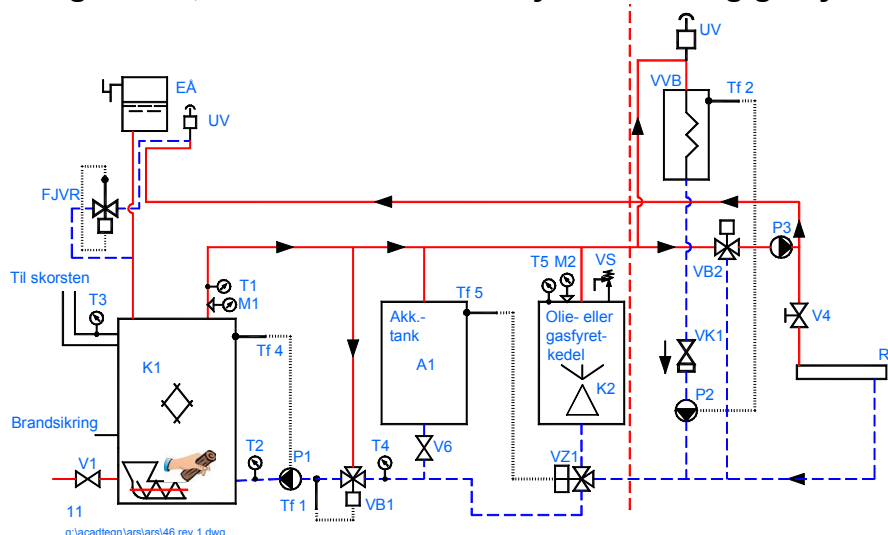 UV
VVB
Tf 2
EÅ
UV
FJVR
P3
T5 M2 VS
VB2
Til skorsten
T1
T3
M1
Akk.-
tank
Tf 5
Olie- eller
gasfyret-
kedel
V4
VK1
Tf 4
K1
A1
K2
R
P2
Brandsikring
V1
T2
P1
T4
V6
VZ1
Tf 1
VB1
11